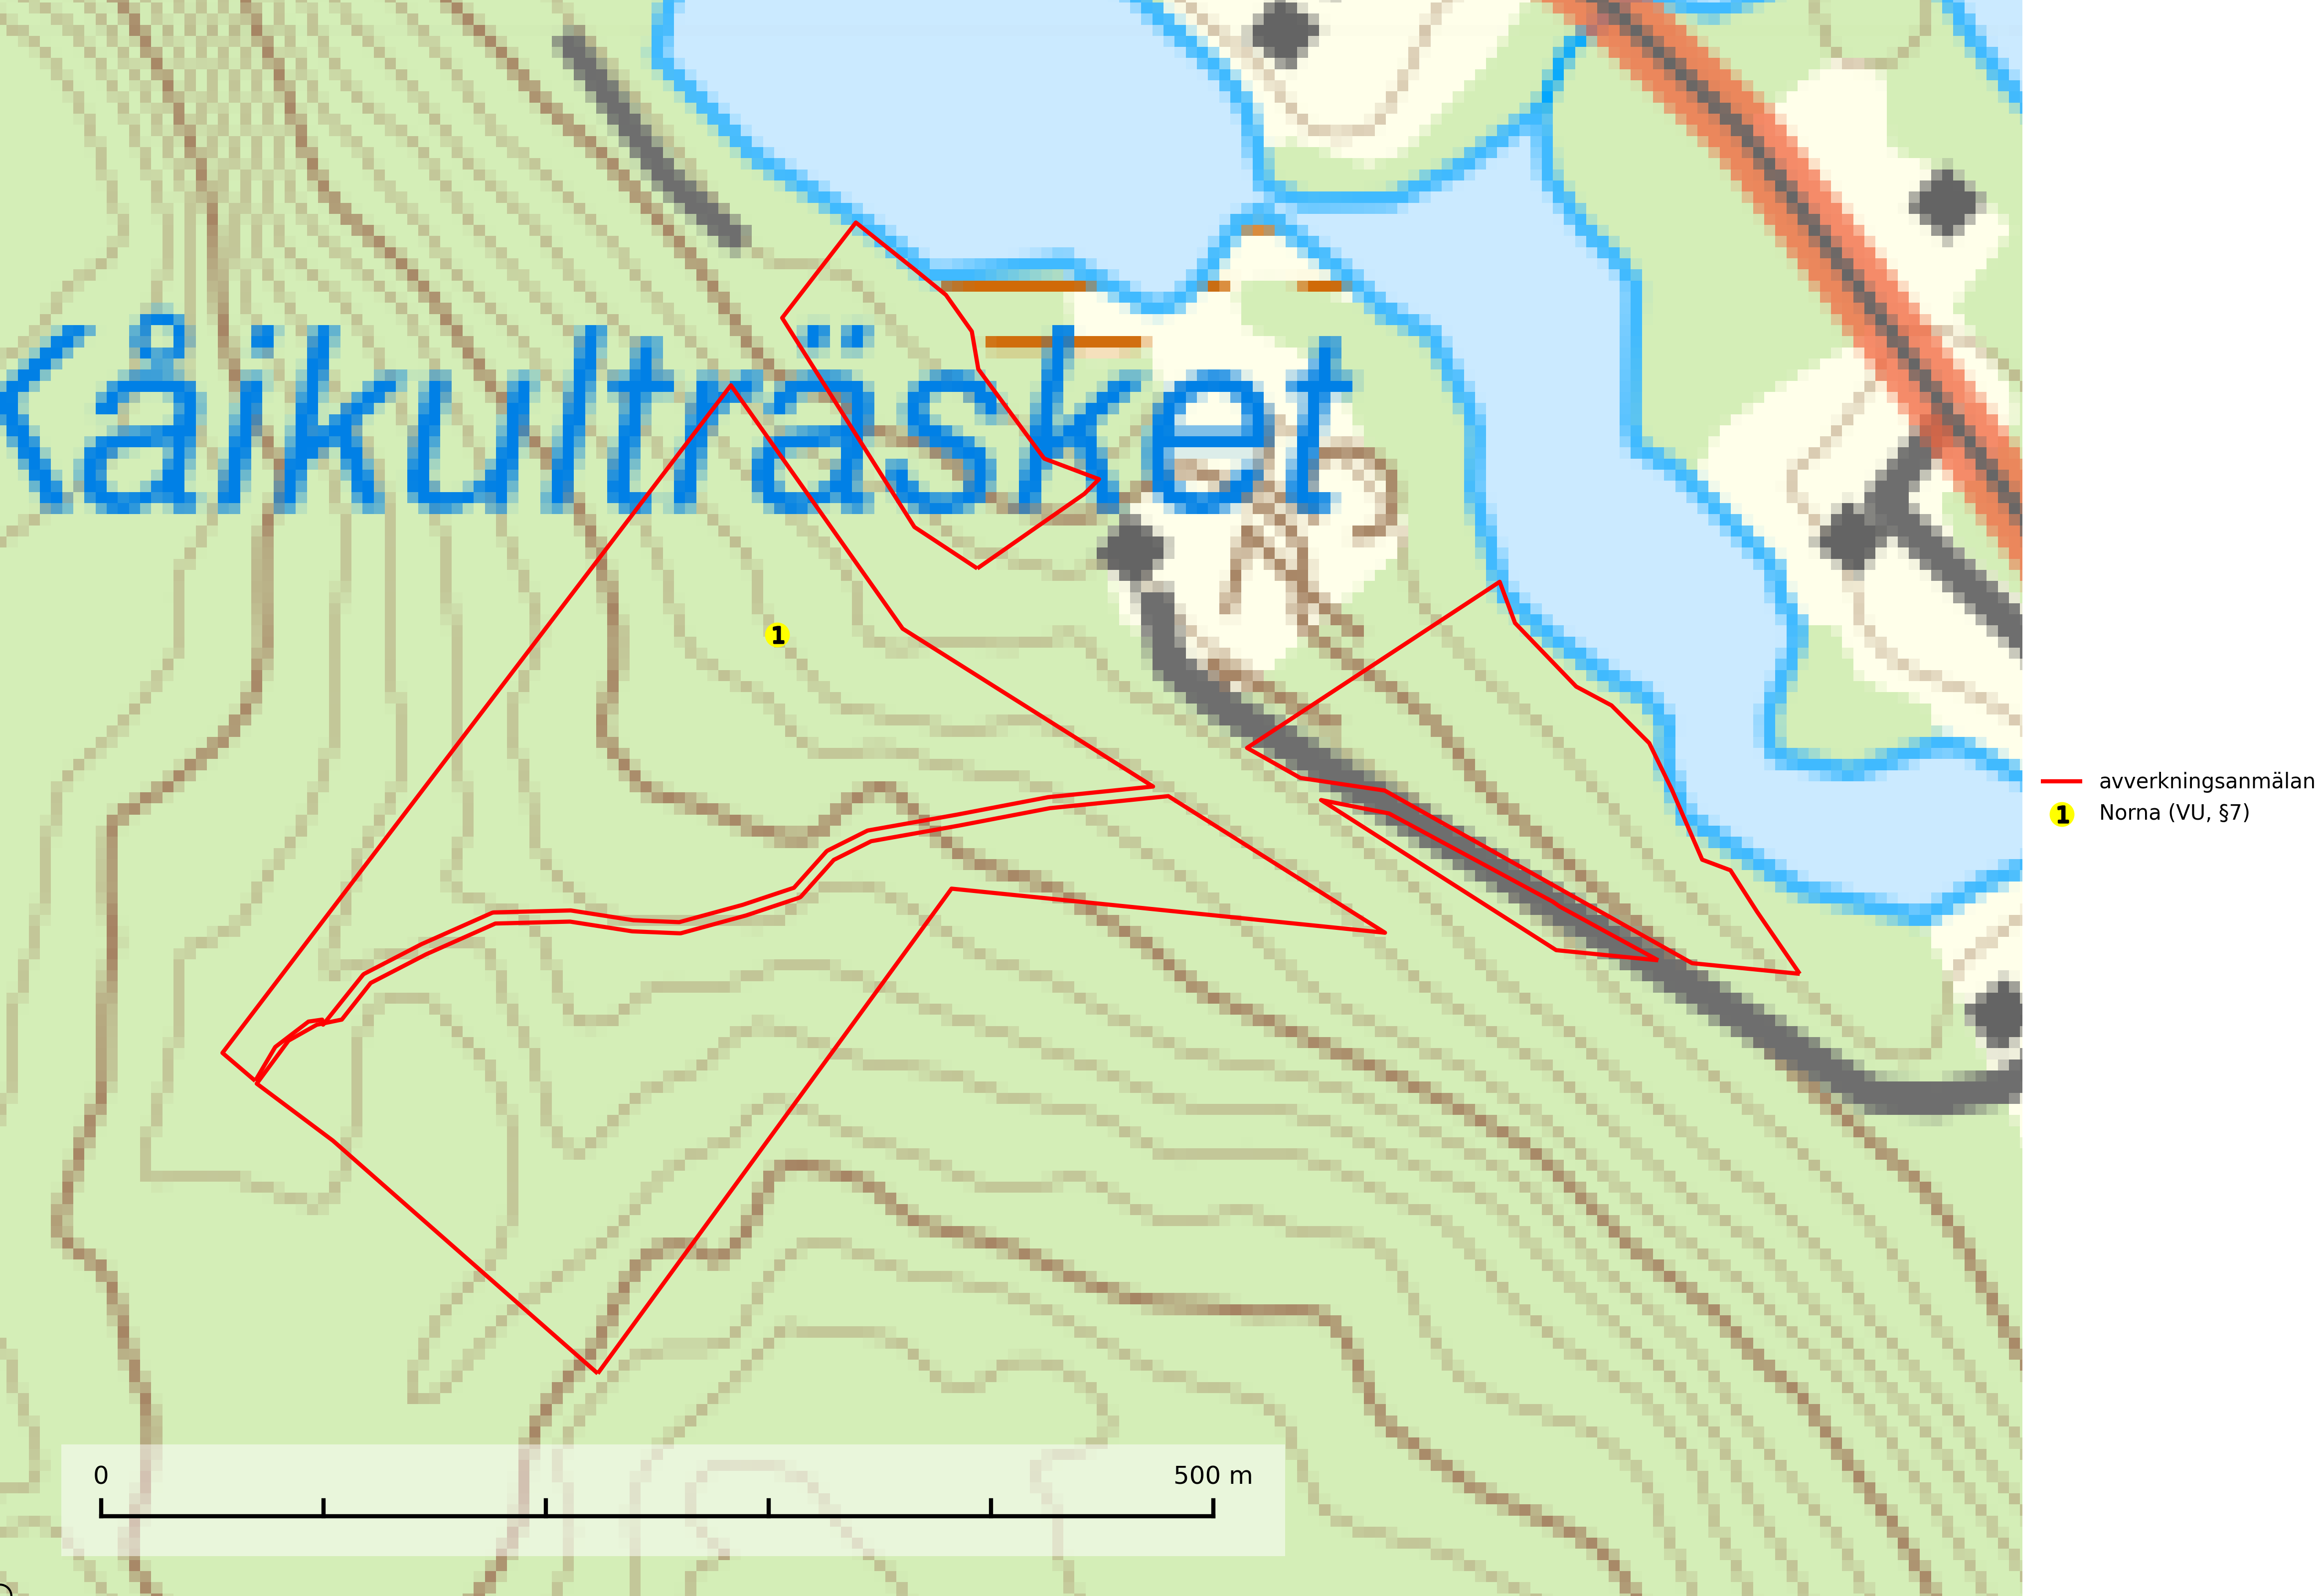 Kåikulträsket
1
avverkningsanmälan
1 Norna (VU, §7)
0 500 m